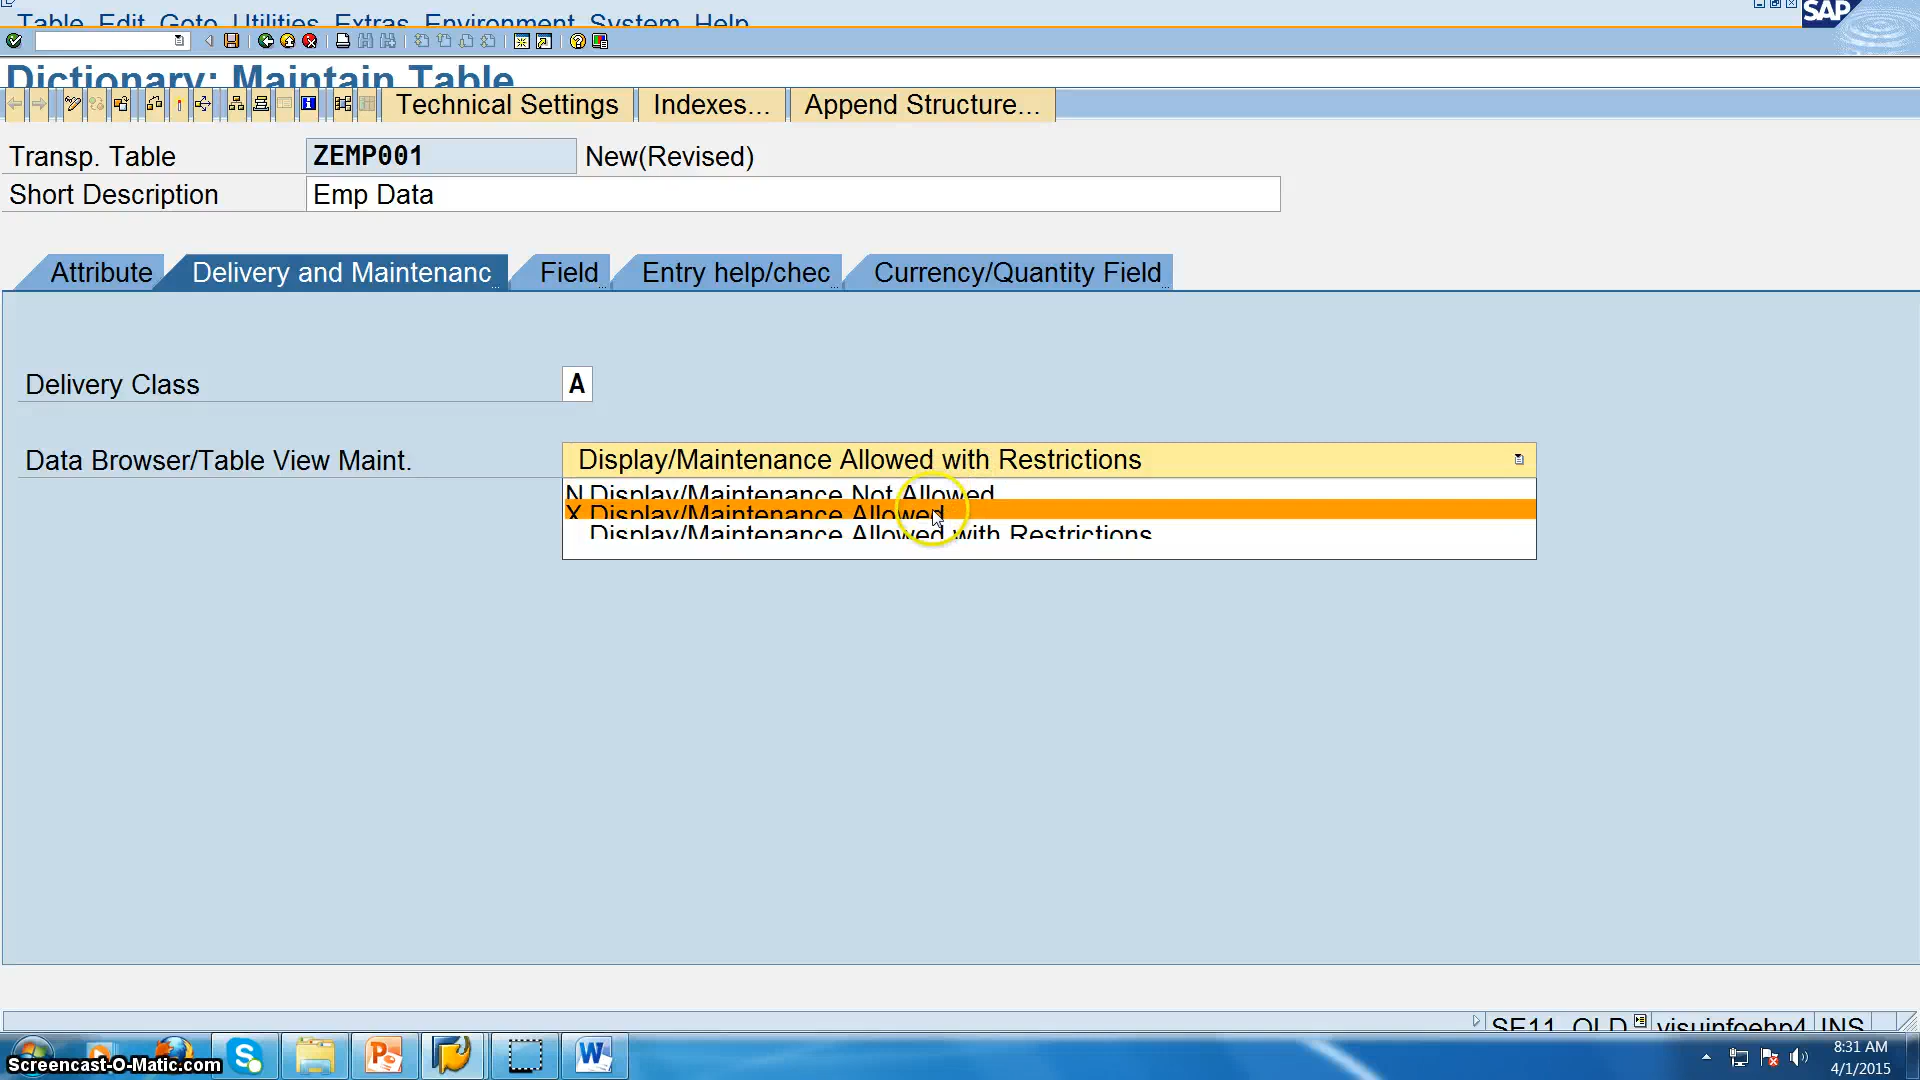 Table Edit Goto Utilities Extras Environment System Help
SAP
Dictionary: Maintain Table
Technical Settings Indexes... Append Structure...
Transp. Table ZEMP001 New(Revised)
Short Description Emp Data
Attribute Delivery and Maintenanc Field Entry help/chec Currency/Quantity Field
Delivery Class A
Data Browser/Table View Maint. Display/Maintenance Allowed with Restrictions
N Display/Maintenance Not Allowed
X Display/Maintenance Allowed
Display/Maintenance Allowed with Restrictions
SE11_OLD visuinfoehp4 INS
8:31 AM
Screencast-O-Matic.com
4/1/2015